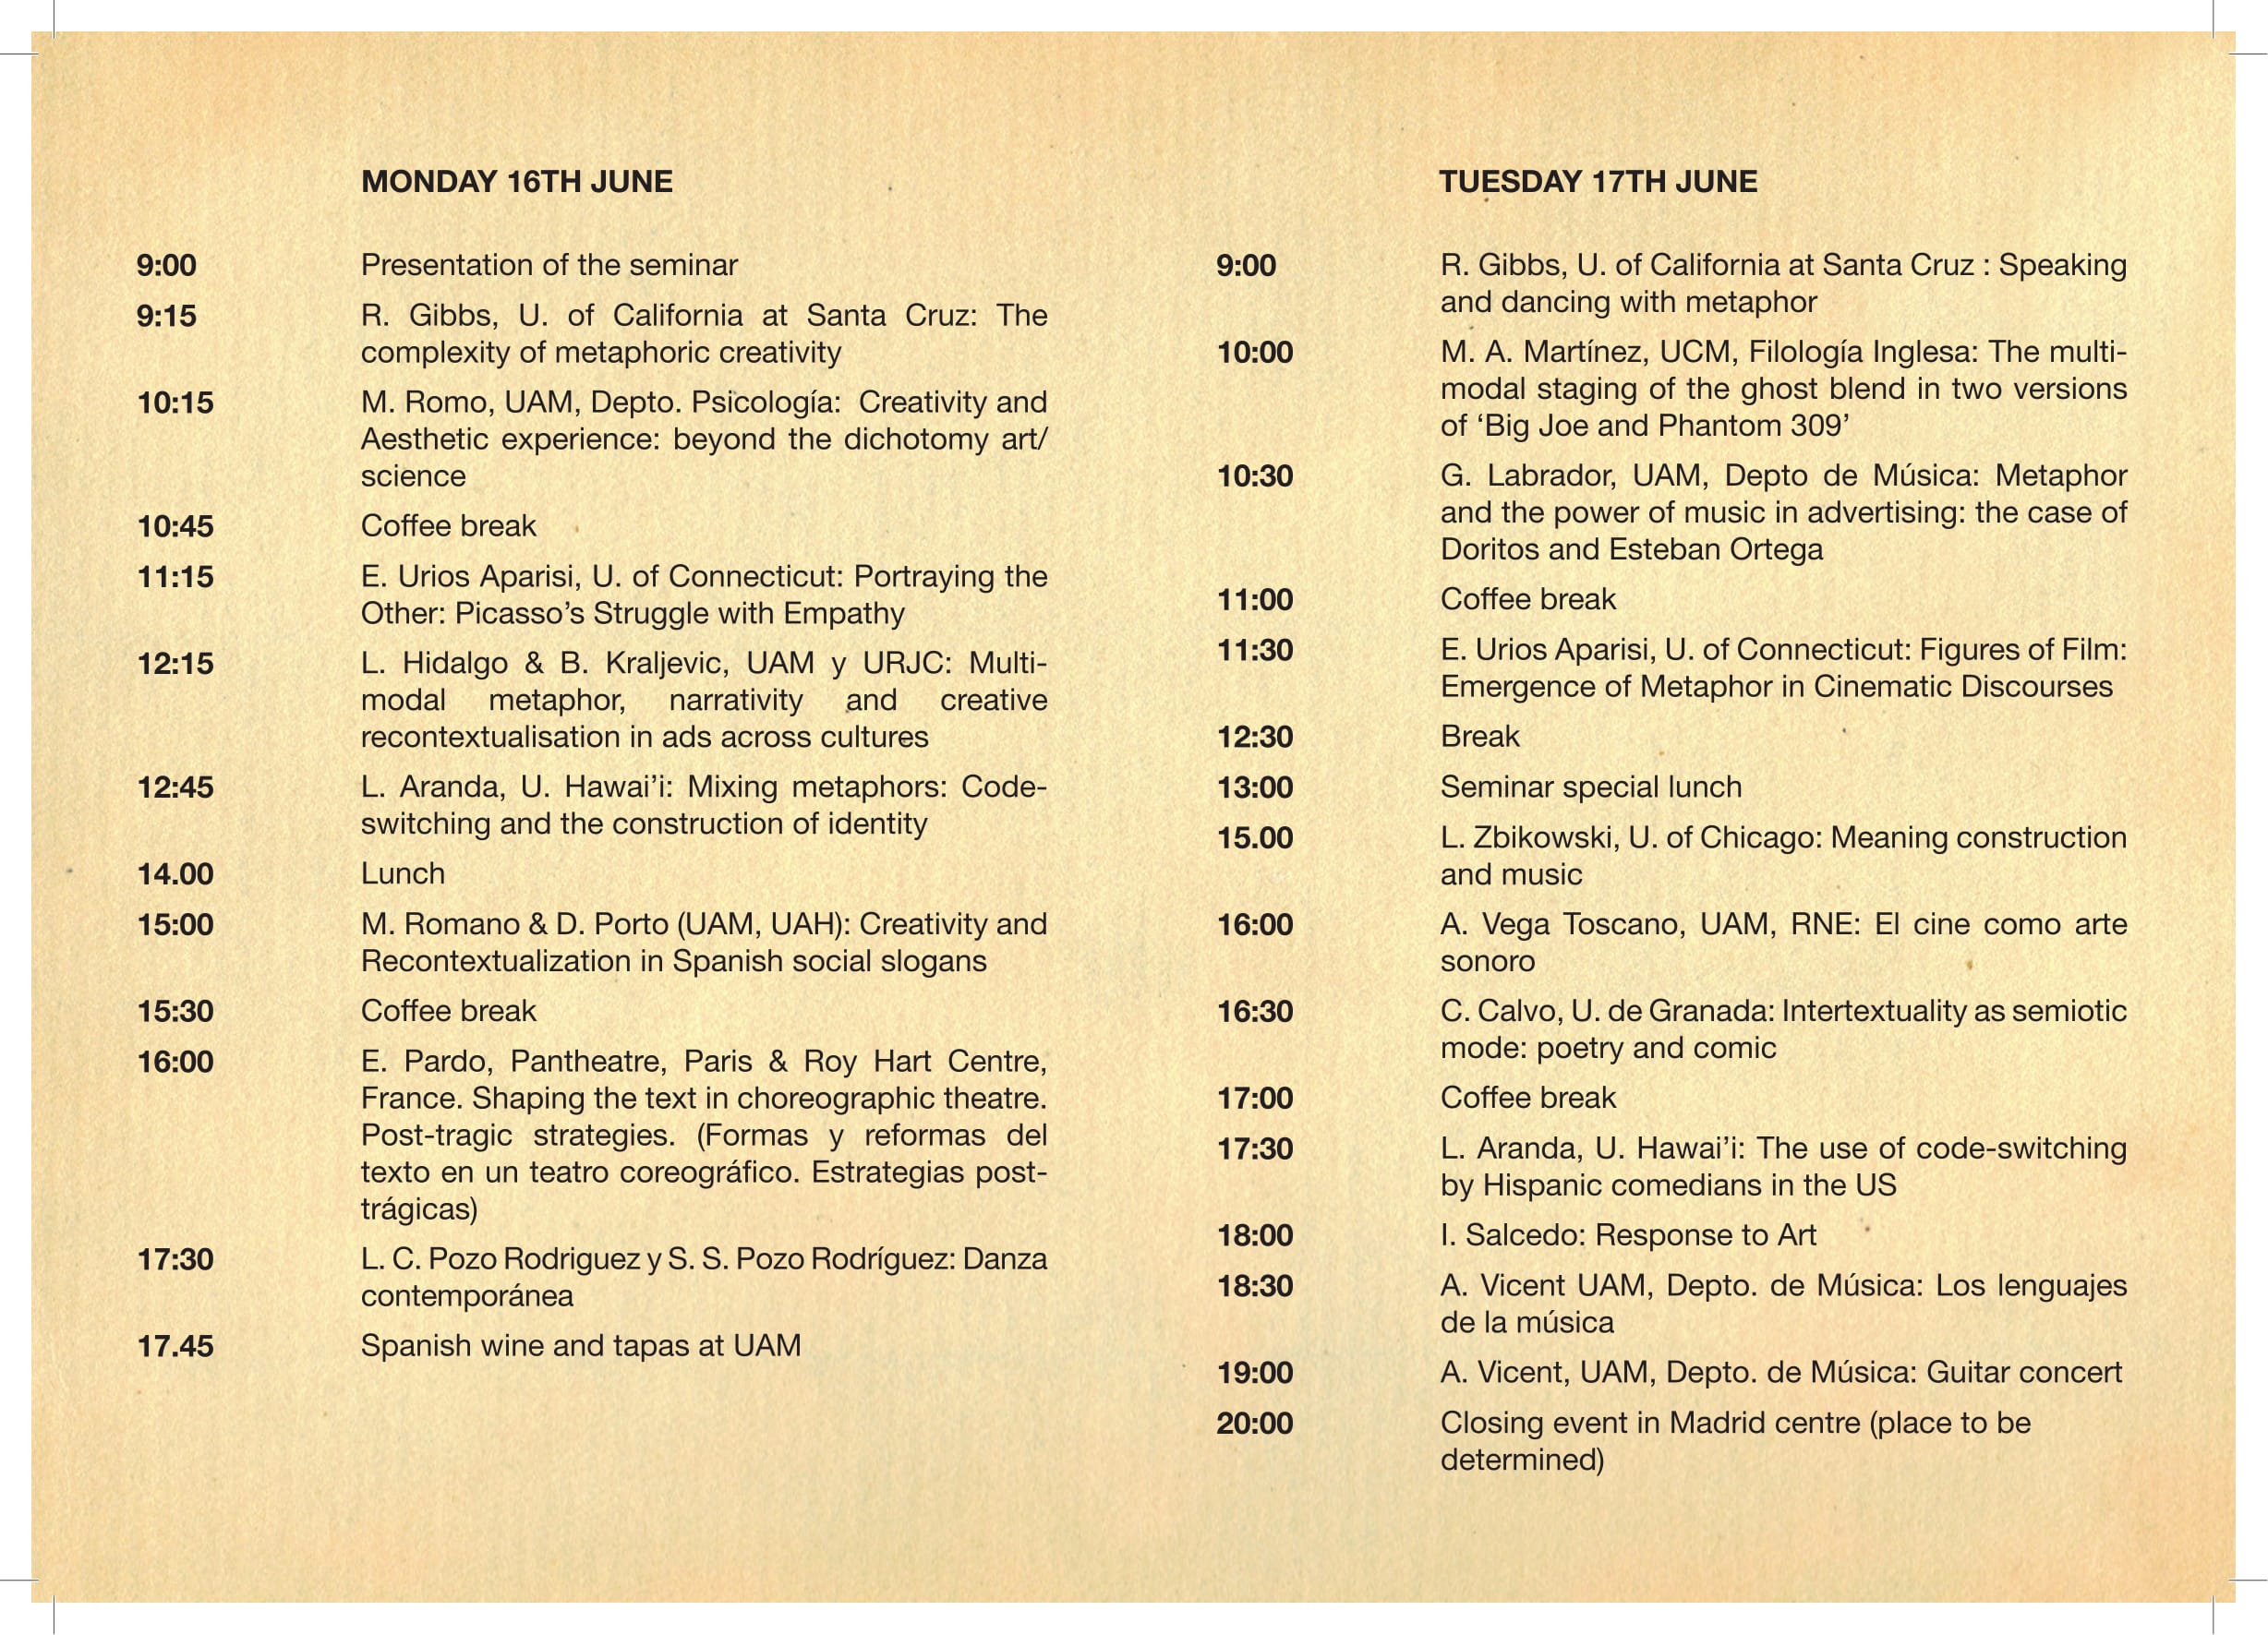 MONDAY 16TH JUNE
9:00 Presentation of the seminar
9:15 R. Gibbs, U. of California at Santa Cruz: The
complexity of metaphoric creativity
10:15 M. Romo, UAM, Depto. Psicología: Creativity and
Aesthetic experience: beyond the dichotomy art/
science
10:45 Coffee break
11:15 E. Urios Aparisi, U. of Connecticut: Portraying the
Other: Picasso’s Struggle with Empathy
12:15 L. Hidalgo & B. Kraljevic, UAM y URJC: Multi-
modal metaphor, narrativity and creative
recontextualisation in ads across cultures
12:45 L. Aranda, U. Hawai’i: Mixing metaphors: Code-
switching and the construction of identity
14.00 Lunch
15:00 M. Romano & D. Porto (UAM, UAH): Creativity and
Recontextualization in Spanish social slogans
15:30 Coffee break
16:00 E. Pardo, Pantheatre, Paris & Roy Hart Centre,
France. Shaping the text in choreographic theatre.
Post-tragic strategies. (Formas y reformas del
texto en un teatro coreográfico. Estrategias post-
trágicas)
17:30 L. C. Pozo Rodriguez y S. S. Pozo Rodríguez: Danza
contemporánea
17.45 Spanish wine and tapas at UAM
TUESDAY 17TH JUNE
9:00 R. Gibbs, U. of California at Santa Cruz : Speaking
and dancing with metaphor
10:00 M. A. Martínez, UCM, Filología Inglesa: The multi-
modal staging of the ghost blend in two versions
of ‘Big Joe and Phantom 309’
10:30 G. Labrador, UAM, Depto de Música: Metaphor
and the power of music in advertising: the case of
Doritos and Esteban Ortega
11:00 Coffee break
11:30 E. Urios Aparisi, U. of Connecticut: Figures of Film:
Emergence of Metaphor in Cinematic Discourses
12:30 Break
13:00 Seminar special lunch
15.00 L. Zbikowski, U. of Chicago: Meaning construction
and music
16:00 A. Vega Toscano, UAM, RNE: El cine como arte
sonoro
16:30 C. Calvo, U. de Granada: Intertextuality as semiotic
mode: poetry and comic
17:00 Coffee break
17:30 L. Aranda, U. Hawai’i: The use of code-switching
by Hispanic comedians in the US
18:00 I. Salcedo: Response to Art
18:30 A. Vicent UAM, Depto. de Música: Los lenguajes
de la música
19:00 A. Vicent, UAM, Depto. de Música: Guitar concert
20:00 Closing event in Madrid centre (place to be
determined)